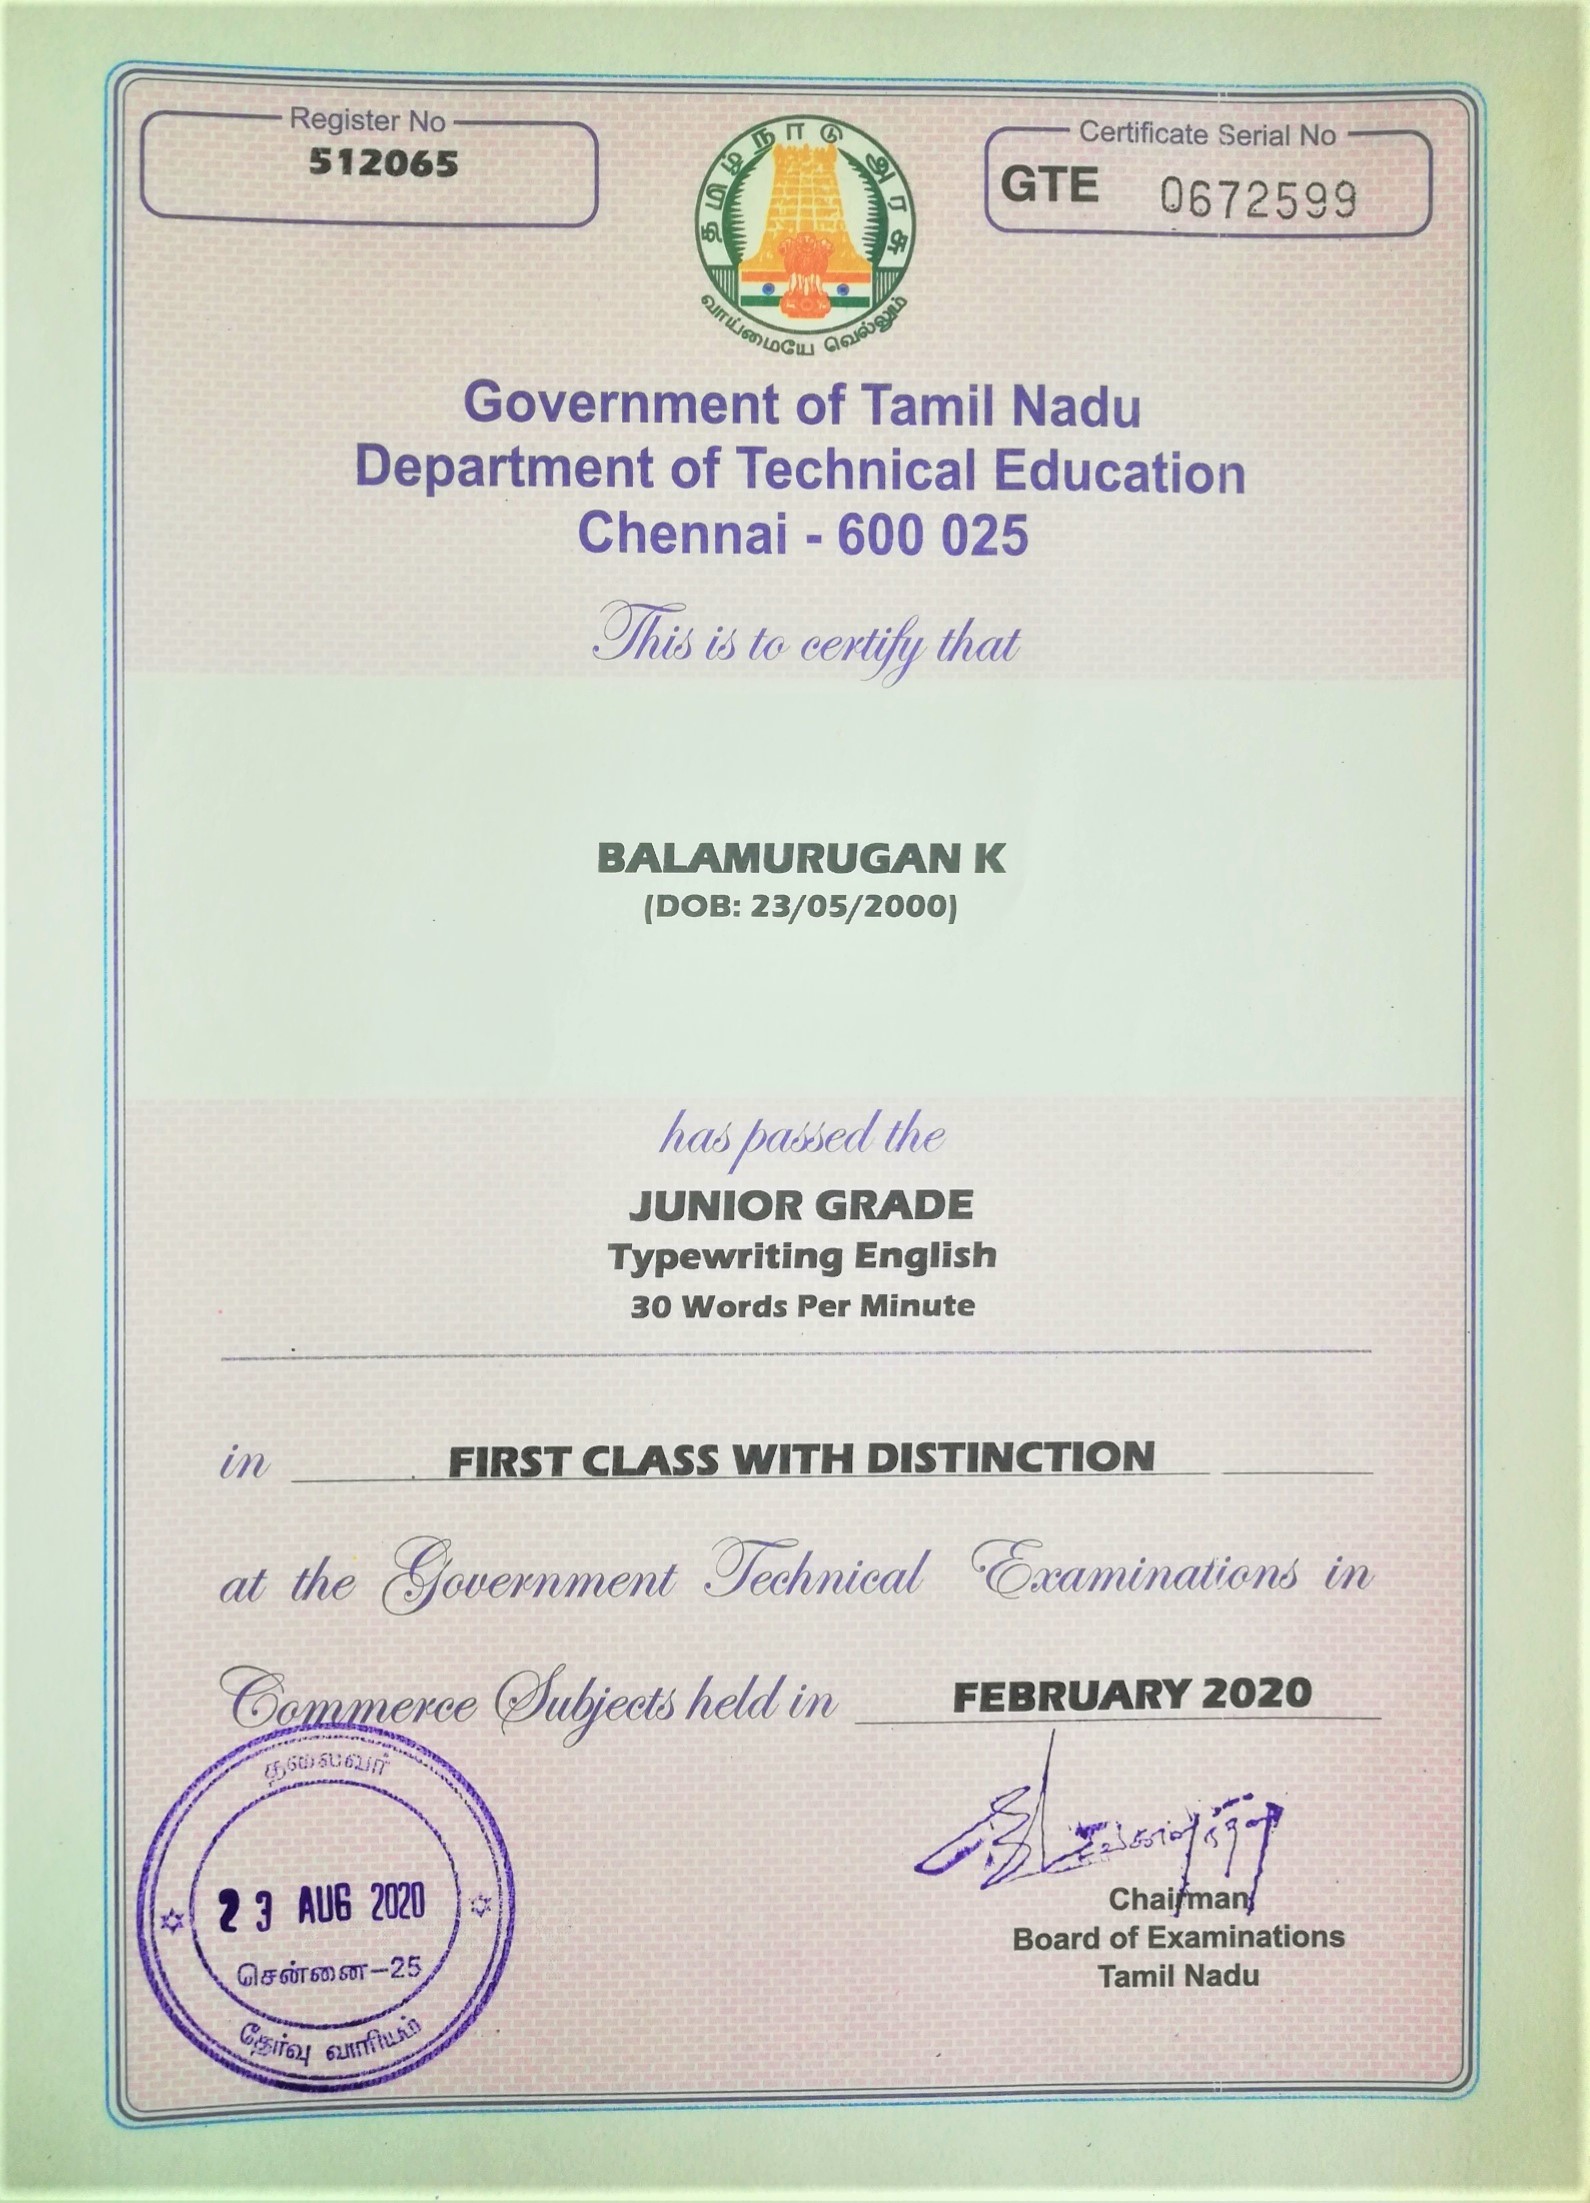 Register No
512065
தமிழ்நாடு அரசு
வாய்மையே வெல்லும்
Certificate Serial No
GTE 0672599
Government of Tamil Nadu
Department of Technical Education
Chennai - 600 025
This is to certify that
BALAMURUGAN K
(DOB: 23/05/2000)
has passed the
JUNIOR GRADE
Typewriting English
30 Words Per Minute
in FIRST CLASS WITH DISTINCTION
at the Government Technical Examinations in
Commerce Subjects held in FEBRUARY 2020
தலைவர்
23 AUG 2020
சென்னை-25
தேர்வு வாரியம்
Chairman
Board of Examinations
Tamil Nadu